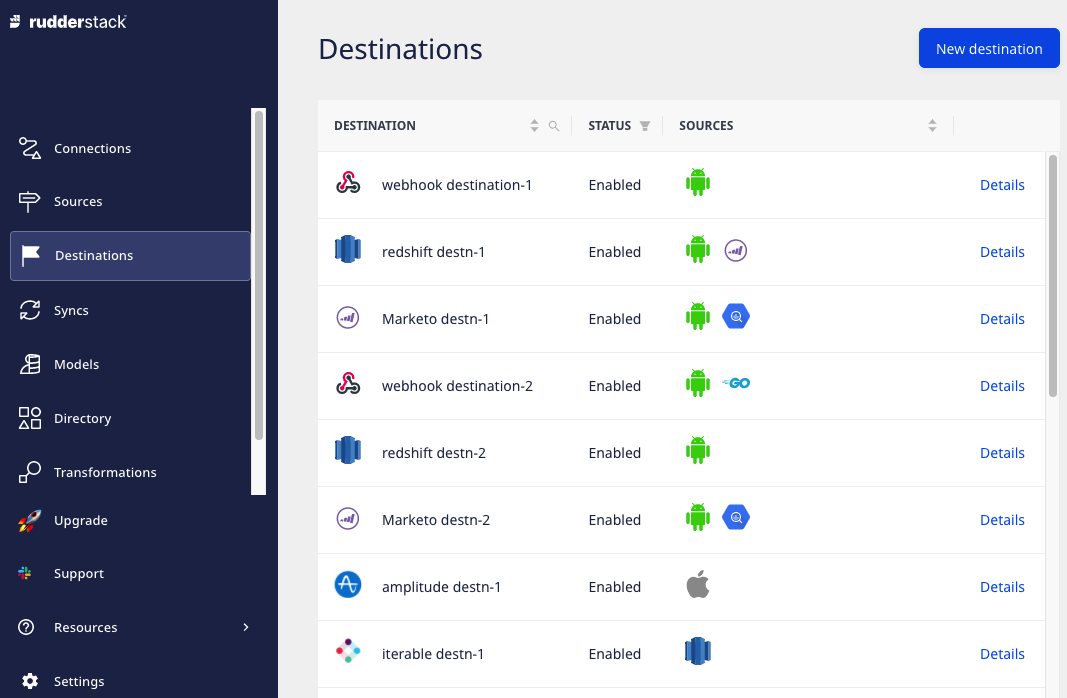 rudderstack
Connections
Sources
Destinations
Syncs
Models
Directory
Transformations
Upgrade
Support
Resources
Settings
Destinations
New destination
DESTINATION STATUS SOURCES
webhook destination-1 Enabled Details
redshift destn-1 Enabled Details
Marketo destn-1 Enabled Details
webhook destination-2 Enabled GO Details
redshift destn-2 Enabled Details
Marketo destn-2 Enabled Details
amplitude destn-1 Enabled Details
iterable destn-1 Enabled Details